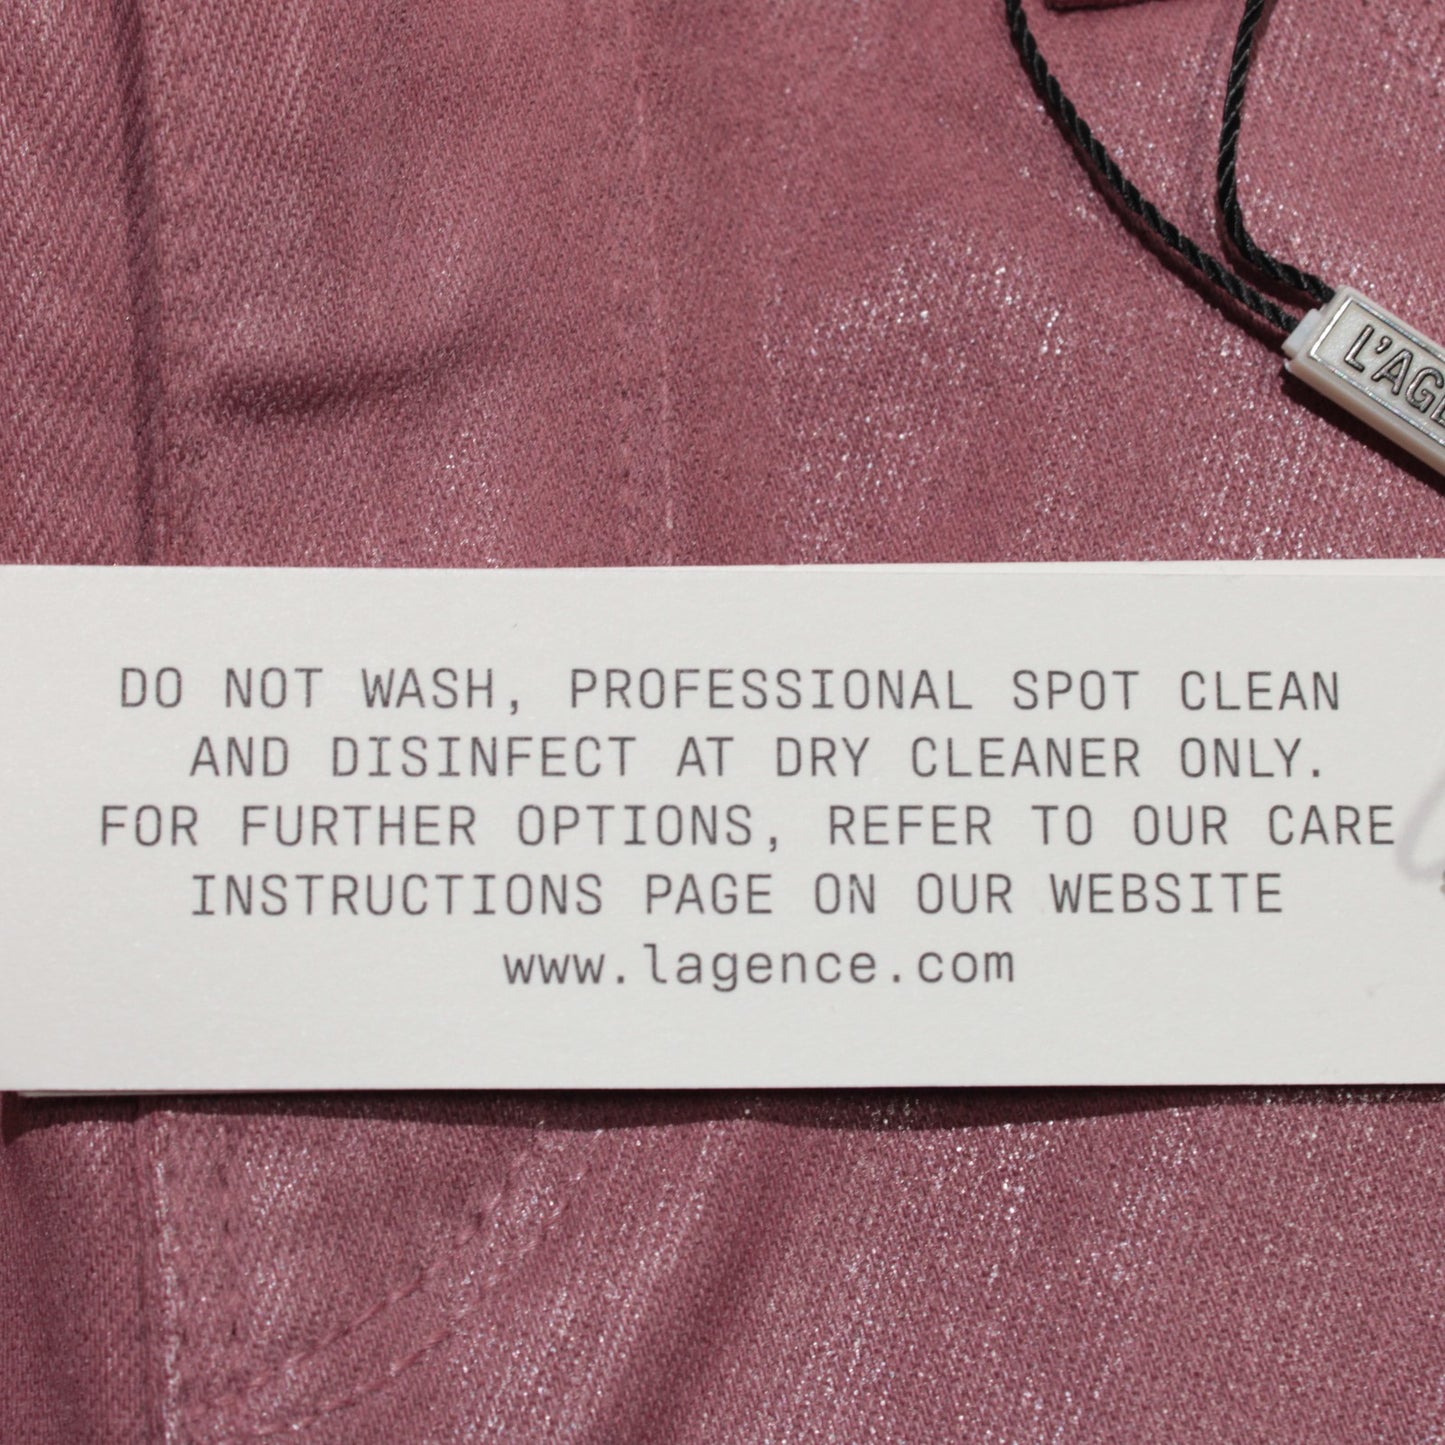 L'AGE
DO NOT WASH, PROFESSIONAL SPOT CLEAN
AND DISINFECT AT DRY CLEANER ONLY.
FOR FURTHER OPTIONS, REFER TO OUR CARE
INSTRUCTIONS PAGE ON OUR WEBSITE
www.lagence.com